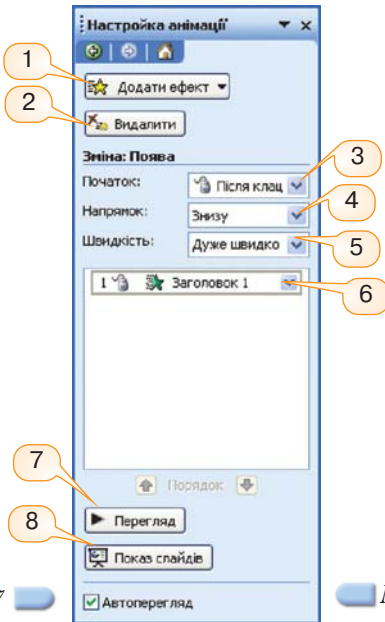 Настройка анімації
1
Додати ефект
2
Видалити
Зміна: Поява
3
Початок: Після клац
4
Напрямок: Знизу
5
Швидкість: Дуже швидко
1 Заголовок 1
6
Порядок
7
Перегляд
8
Показ слайдів
7
Автоперегляд